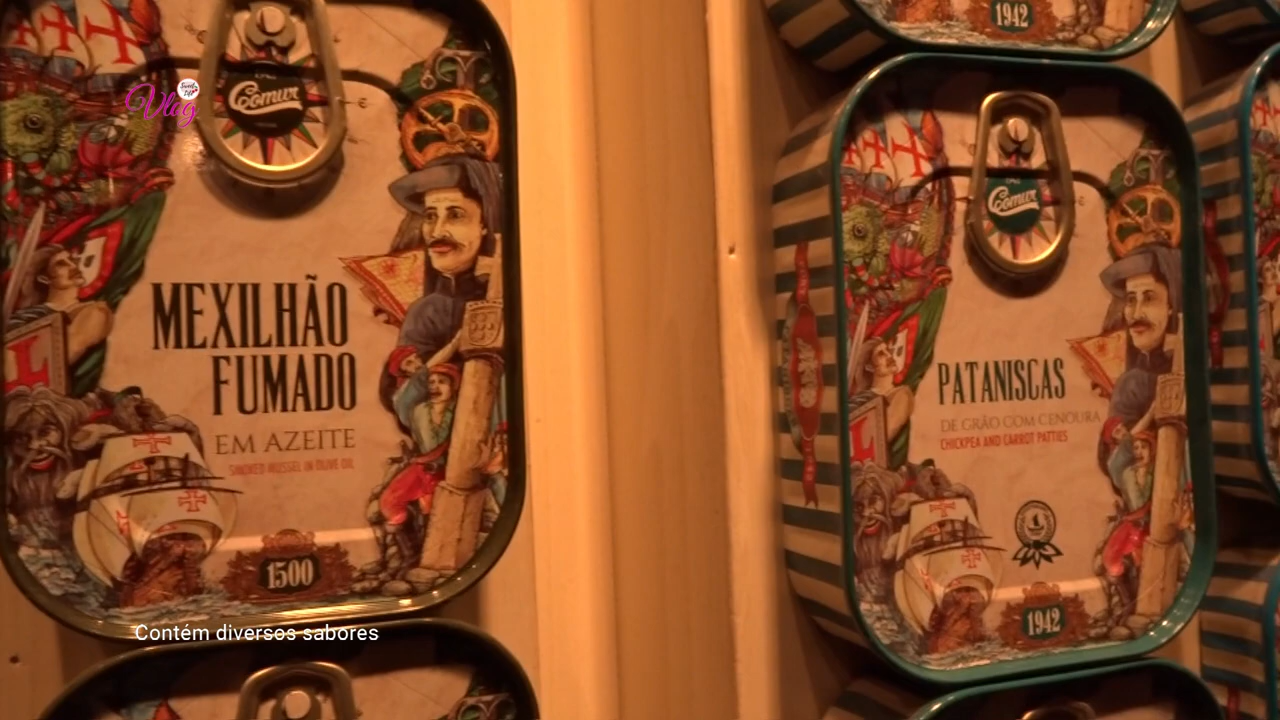 Vlog
Comur
MEXILHÃO
FUMADO
EM AZEITE
SMOKED MUSSEL IN OLIVE OIL
1500
1942
Comur
PATANISCAS
DE GRÃO COM CENOURA
CHICKPEA AND CARROT PATTIES
1942
Contém diversos sabores